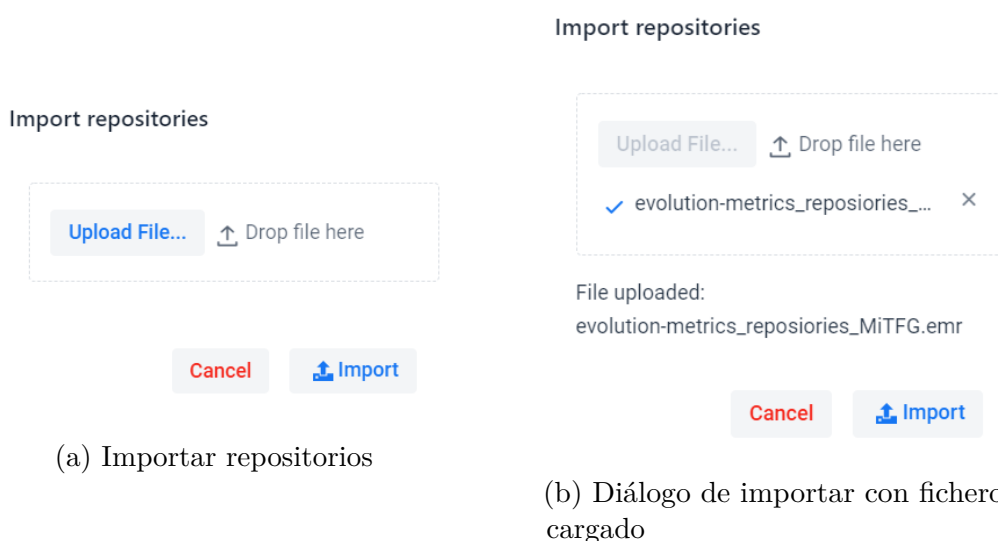 Import repositories
Upload File...
Drop file here
Cancel
Import
(a) Importar repositorios
Import repositories
Upload File...
Drop file here
evolution-metrics_reposiories_...
File uploaded:
evolution-metrics_reposiories_MiTFG.emr
Cancel
Import
(b) Diálogo de importar con fichero
cargado